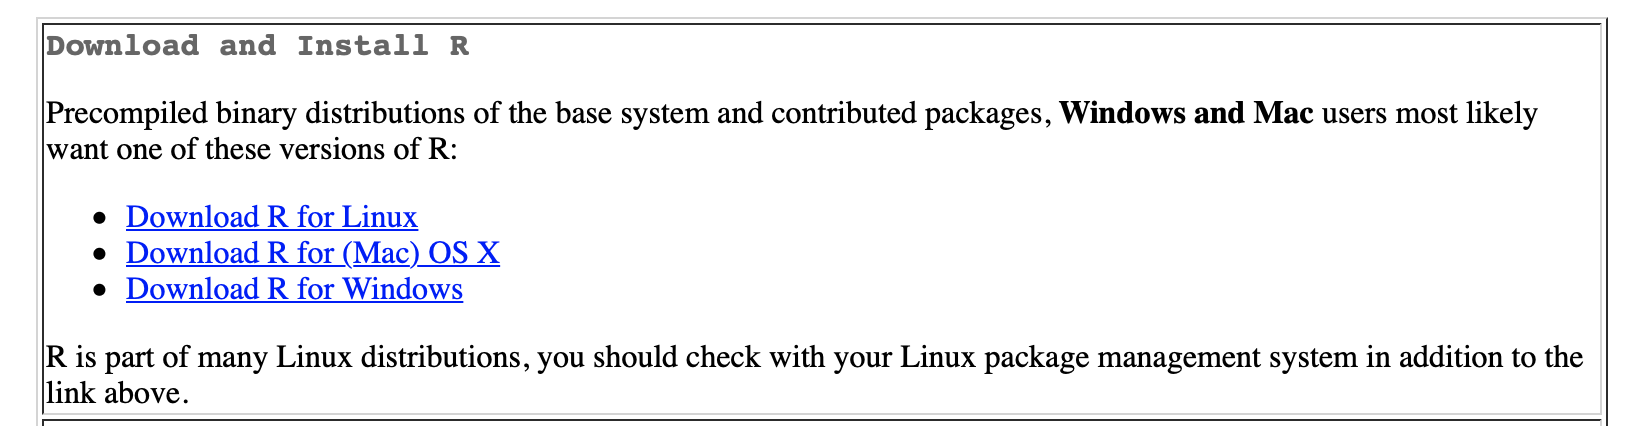 Download and Install R
Precompiled binary distributions of the base system and contributed packages, Windows and Mac users most likely
want one of these versions of R:
Download R for Linux
Download R for (Mac) OS X
Download R for Windows
R is part of many Linux distributions, you should check with your Linux package management system in addition to the
link above.